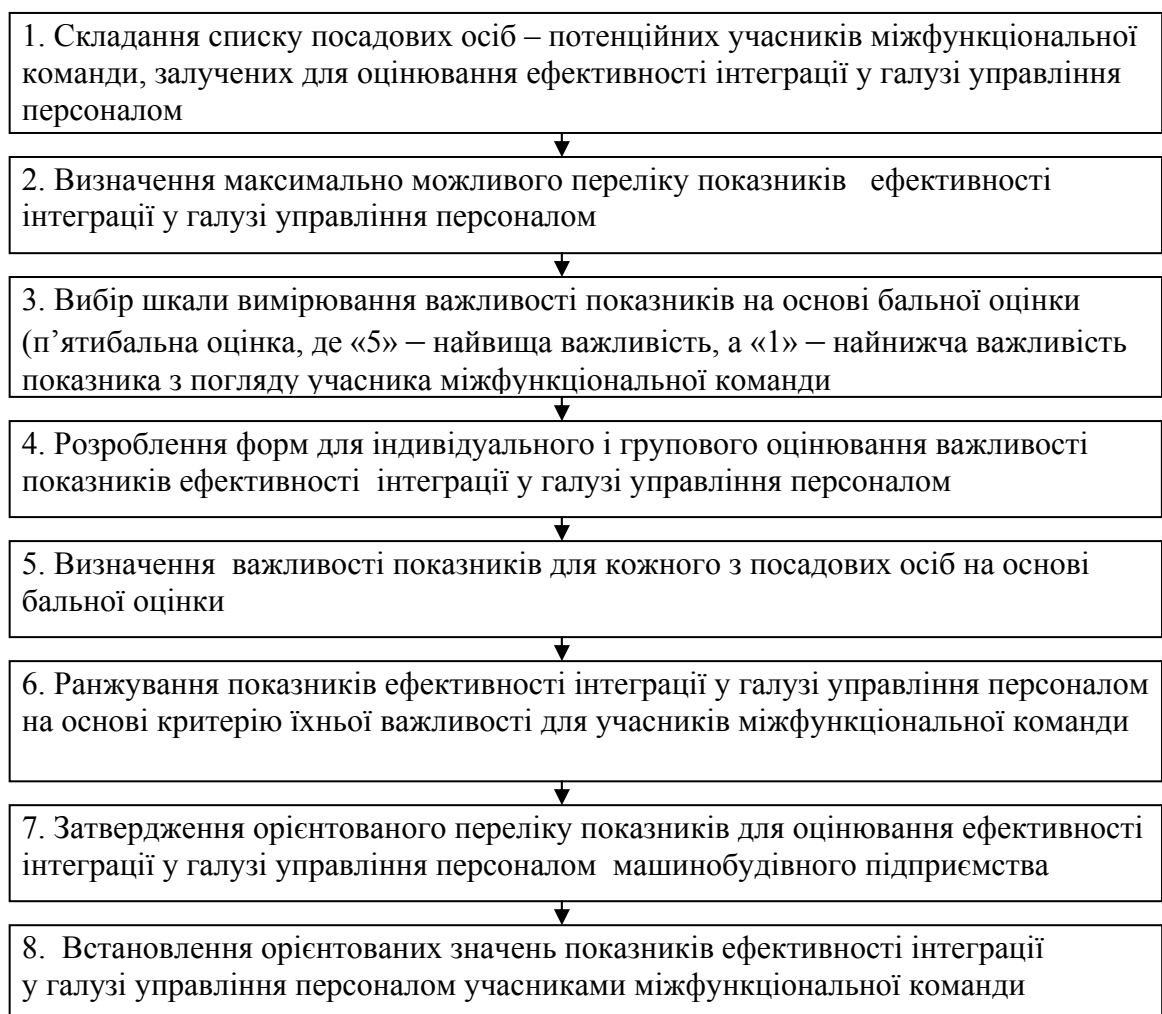 1. Складання списку посадових осіб – потенційних учасників міжфункціональної
команди, залучених для оцінювання ефективності інтеграції у галузі управління
персоналом
2. Визначення максимально можливого переліку показників ефективності
інтеграції у галузі управління персоналом
3. Вибір шкали вимірювання важливості показників на основі бальної оцінки
(п’ятибальна оцінка, де «5» – найвища важливість, а «1» – найнижча важливість
показника з погляду учасника міжфункціональної команди
4. Розроблення форм для індивідуального і групового оцінювання важливості
показників ефективності інтеграції у галузі управління персоналом
5. Визначення важливості показників для кожного з посадових осіб на основі
бальної оцінки
6. Ранжування показників ефективності інтеграції у галузі управління персоналом
на основі критерію їхньої важливості для учасників міжфункціональної команди
7. Затвердження орієнтованого переліку показників для оцінювання ефективності
інтеграції у галузі управління персоналом машинобудівного підприємства
8. Встановлення орієнтованих значень показників ефективності інтеграції
у галузі управління персоналом учасниками міжфункціональної команди